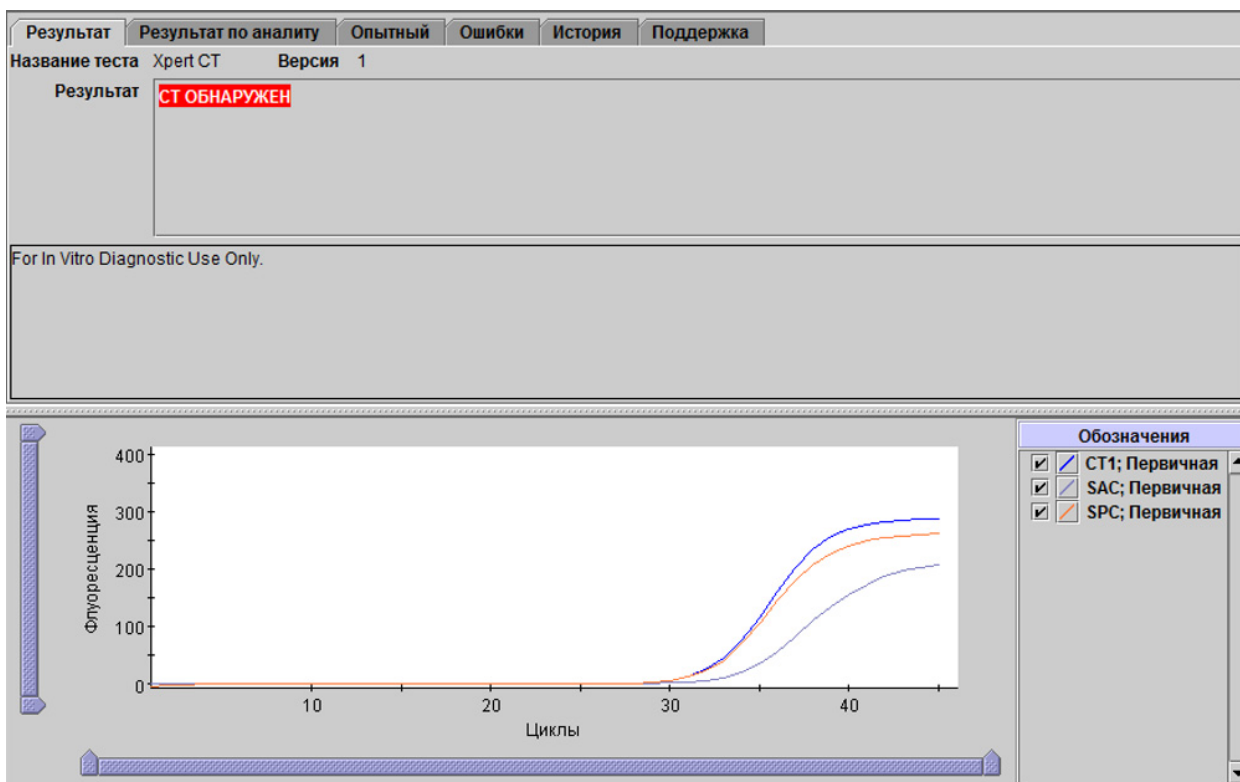 Результат Результат по аналиту Опытный Ошибки История Поддержка
Название теста Xpert CT Версия 1
Результат CT ОБНАРУЖЕН
For In Vitro Diagnostic Use Only.
Обозначения
CT1; Первичная
SAC; Первичная
SPC; Первичная
Флуоресценция
400
300
200
100
0
10 20 30 40
Циклы